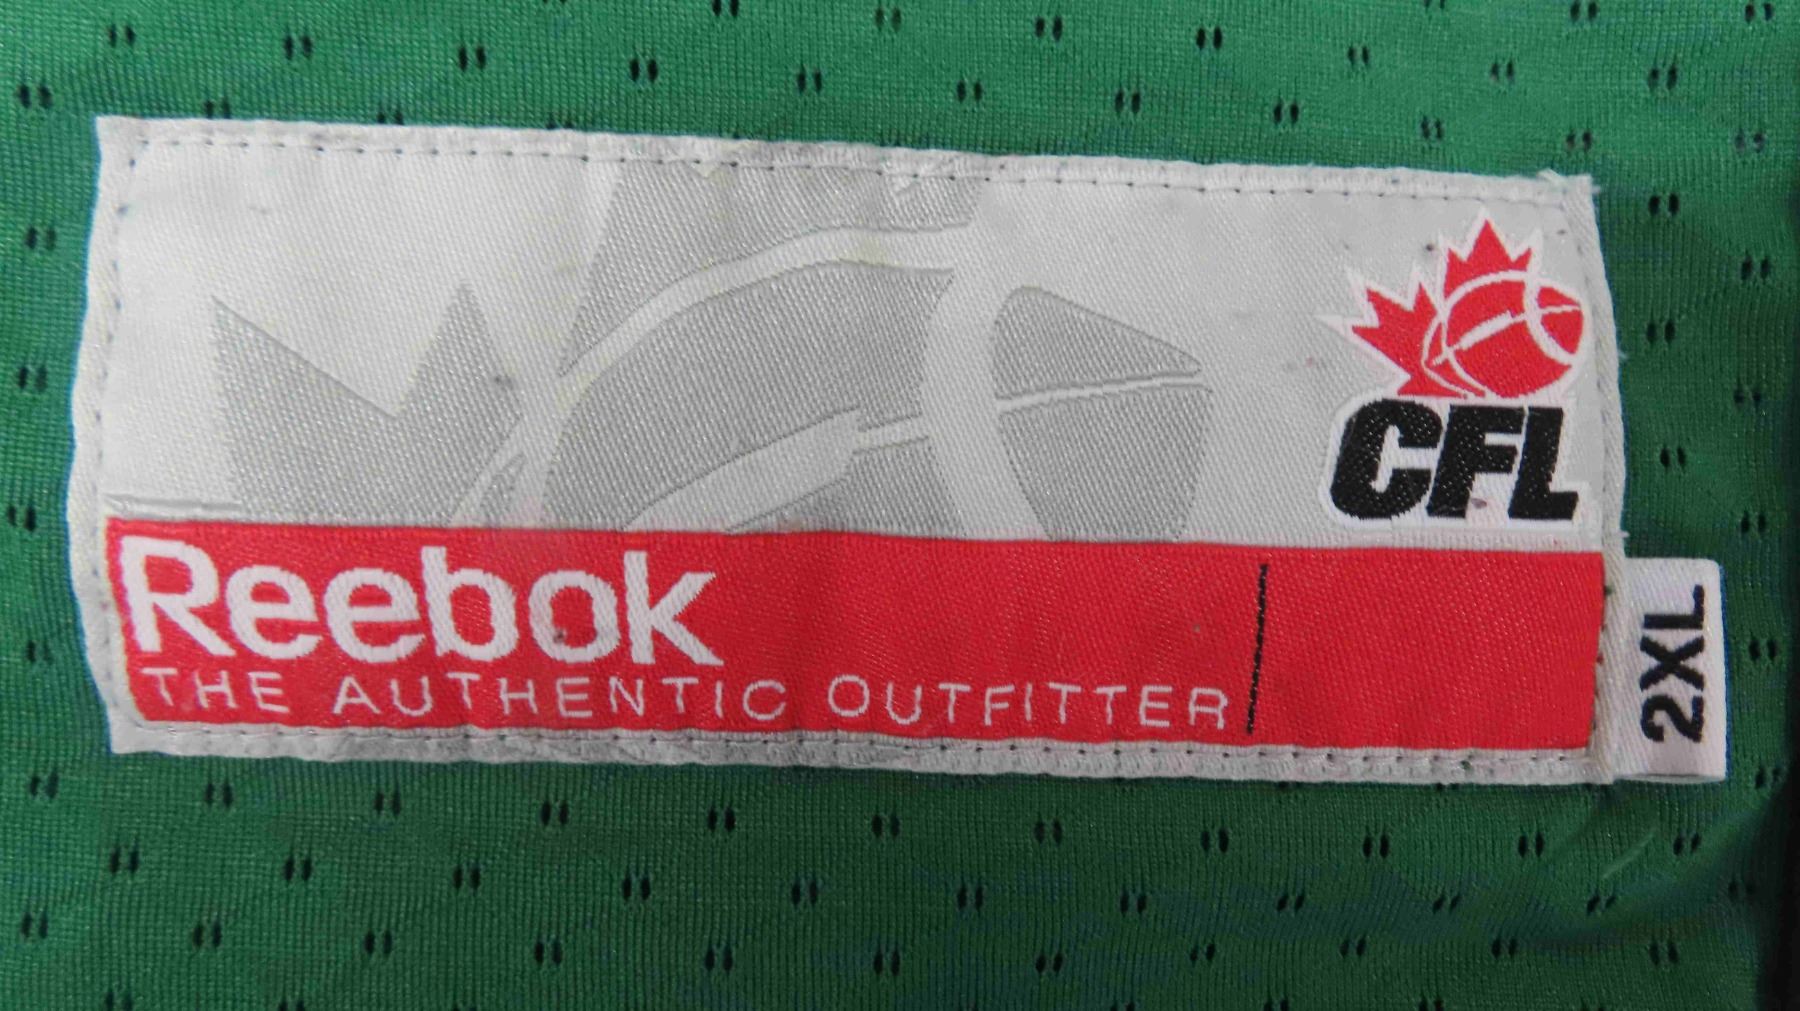 CFL
Reebok
THE AUTHENTIC OUTFITTER
2XL